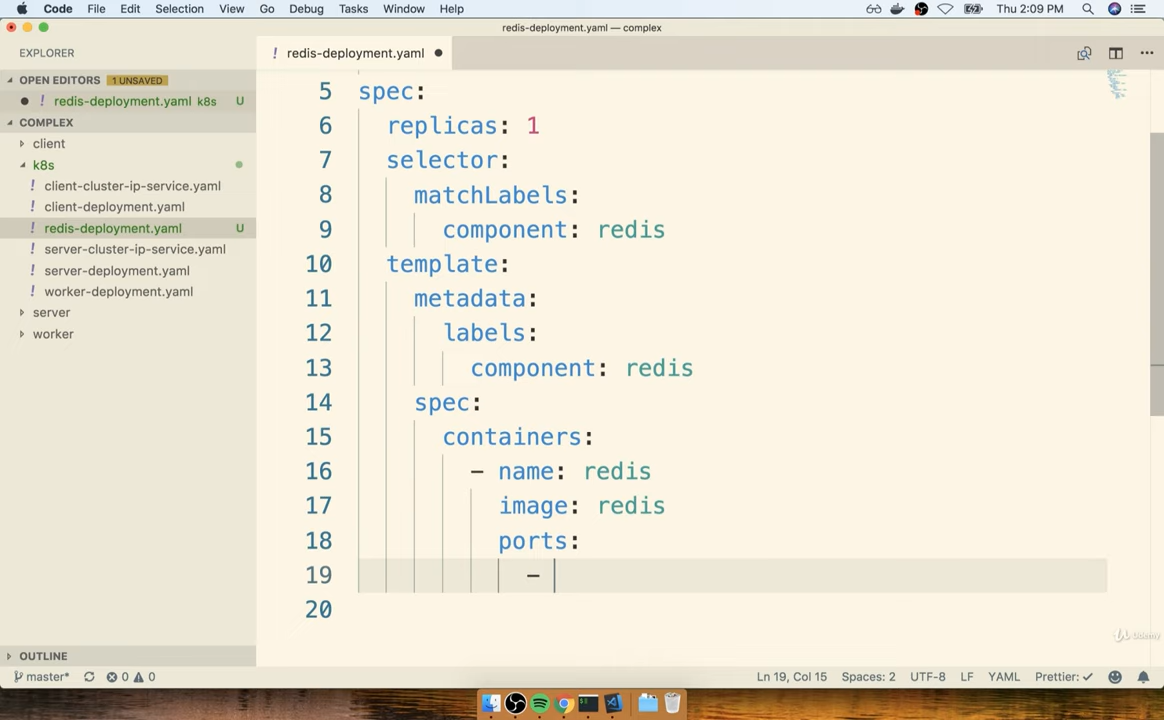 Code File Edit Selection View Go Debug Tasks Window Help Thu 2:09 PM
redis-deployment.yaml — complex
EXPLORER
! redis-deployment.yaml
OPEN EDITORS 1 UNSAVED
! redis-deployment.yaml k8s U
COMPLEX
client
k8s
! client-cluster-ip-service.yaml
! client-deployment.yaml
! redis-deployment.yaml U
! server-cluster-ip-service.yaml
! server-deployment.yaml
! worker-deployment.yaml
server
worker
OUTLINE
5 spec:
6 replicas: 1
7 selector:
8 matchLabels:
9 component: redis
10 template:
11 metadata:
12 labels:
13 component: redis
14 spec:
15 containers:
16 - name: redis
17 image: redis
18 ports:
19 -
20
Udemy
master* 0 0 Ln 19, Col 15 Spaces: 2 UTF-8 LF YAML Prettier: ✓